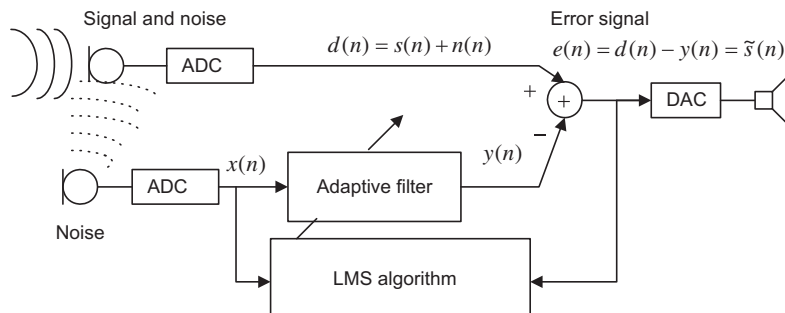 Signal and noise
Error signal
d(n) = s(n) + n(n)
e(n) = d(n) − y(n) = s̃(n)
ADC
+
+
DAC
−
x(n)
y(n)
ADC
Adaptive filter
Noise
LMS algorithm